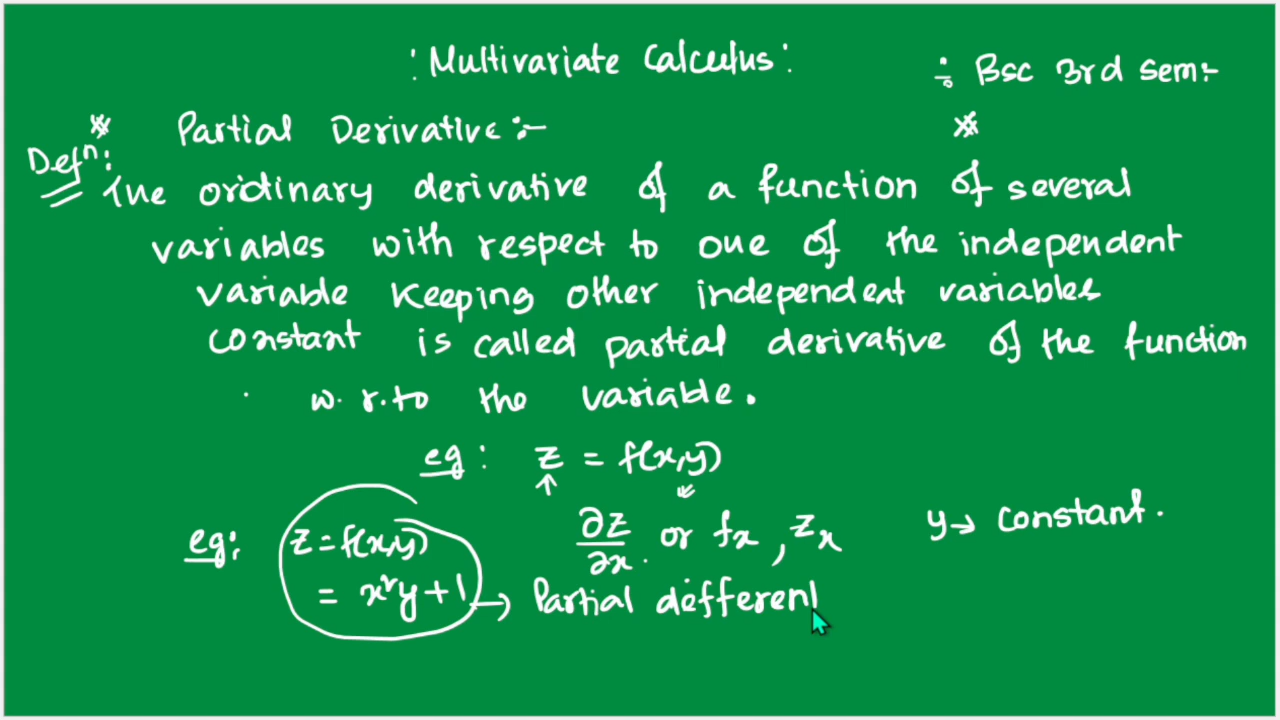 : Multivariate Calculus :
÷ Bsc 3rd sem:-
* Partial Derivative :- *
Defn:
The oridinary derivative of a function of several
variables with respect to one of the independent
variable keeping other independent variables
constant is called partial derivative of the function
w.r.to the variable.
eg: z = f(x,y)
↑ ↙
eg: z = f(x,y) ∂z/∂x or fx, zx y → constant.
= x²y + 1 → Partial differen